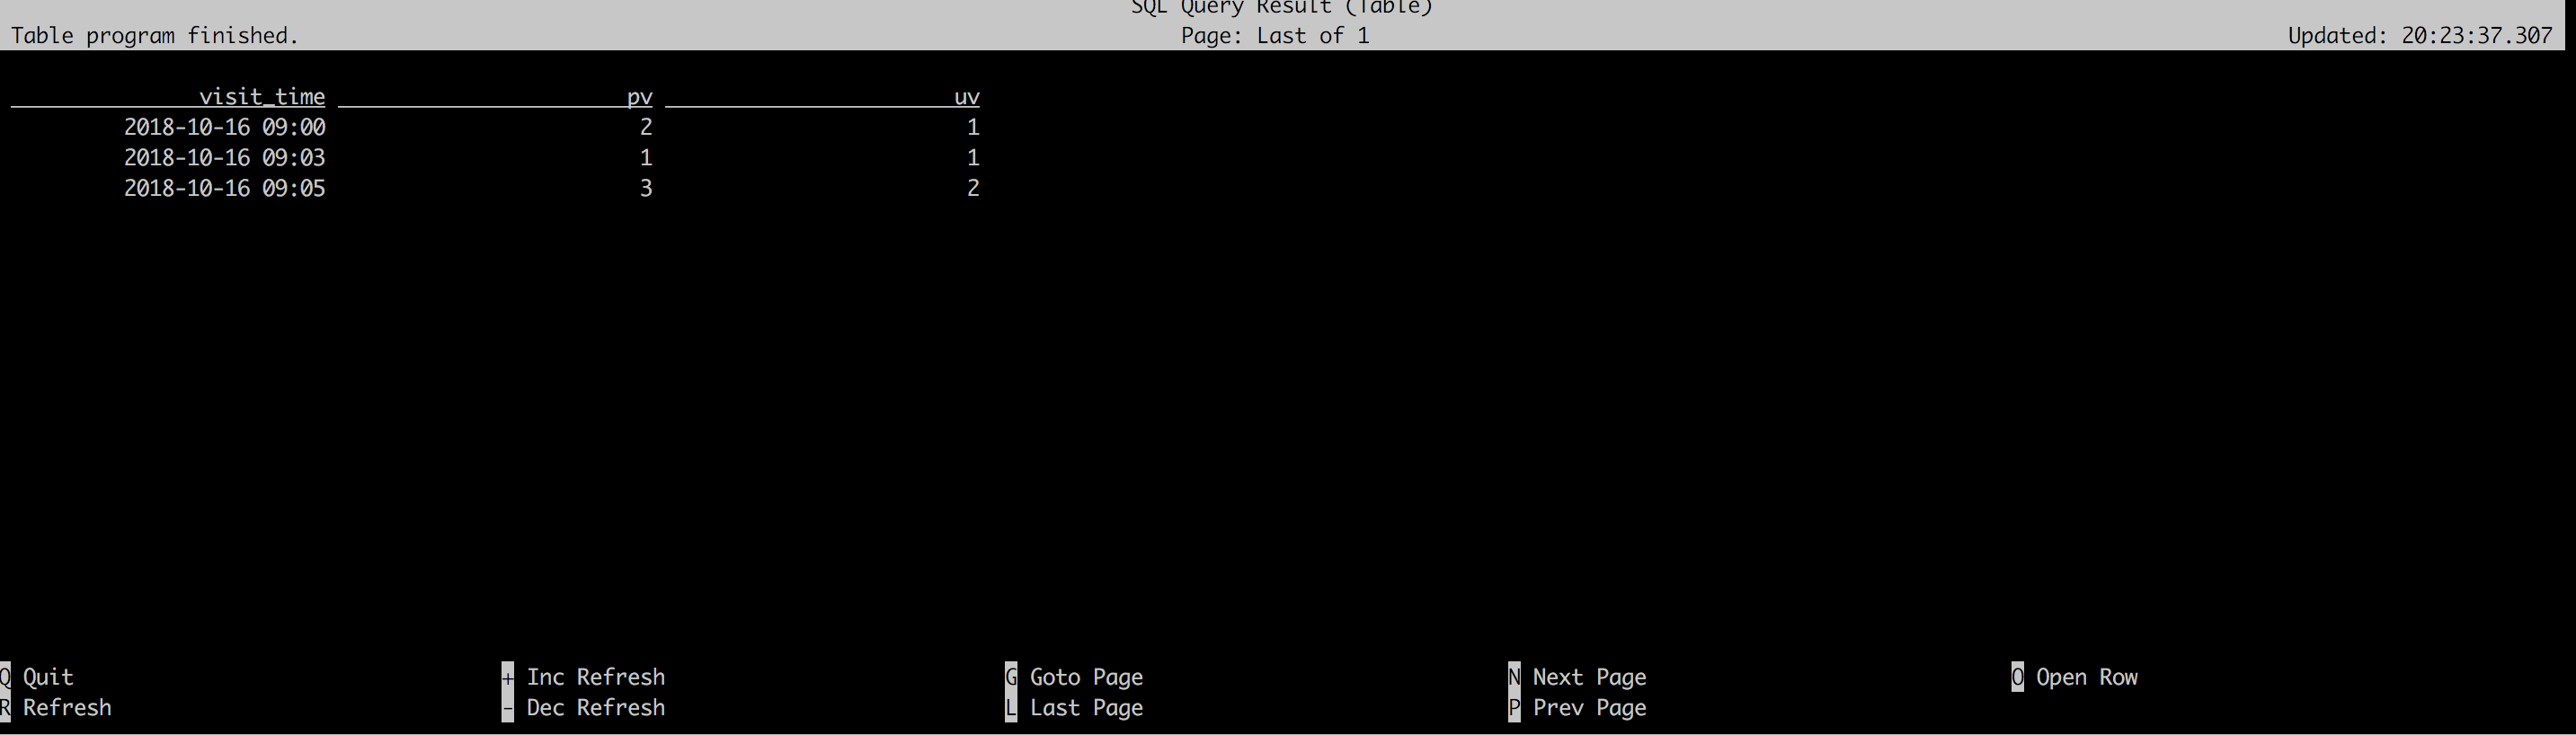 SQL Query Result (Table)
Table program finished. Page: Last of 1 Updated: 20:23:37.307
visit_time pv uv
2018-10-16 09:00 2 1
2018-10-16 09:03 1 1
2018-10-16 09:05 3 2
Q Quit + Inc Refresh G Goto Page N Next Page O Open Row
R Refresh - Dec Refresh L Last Page P Prev Page